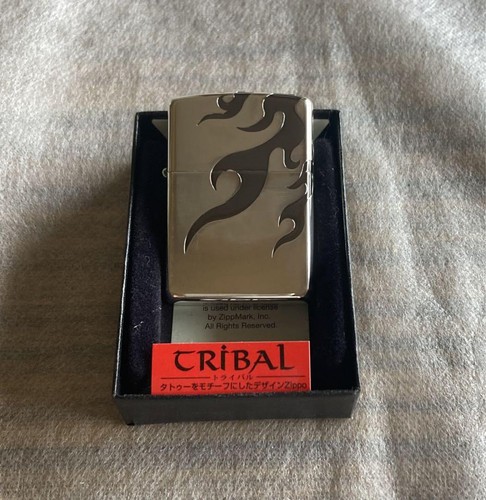 is used under license
by ZippMark, Inc.
All Rights Reserved.
TRiBAL
トライバル
タトゥーをモチーフにしたデザインZippo